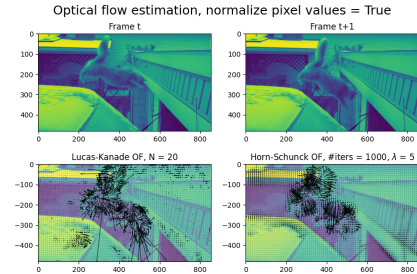 Optical flow estimation, normalize pixel values = True
Frame t
Frame t+1
0
100
200
300
400
0 200 400 600 800
0
100
200
300
400
0 200 400 600 800
Lucas-Kanade OF, N = 20
Horn-Schunck OF, #iters = 1000, λ = 5
0
−100
−200
−300
−400
0 200 400 600 800
0
−100
−200
−300
−400
0 200 400 600 800